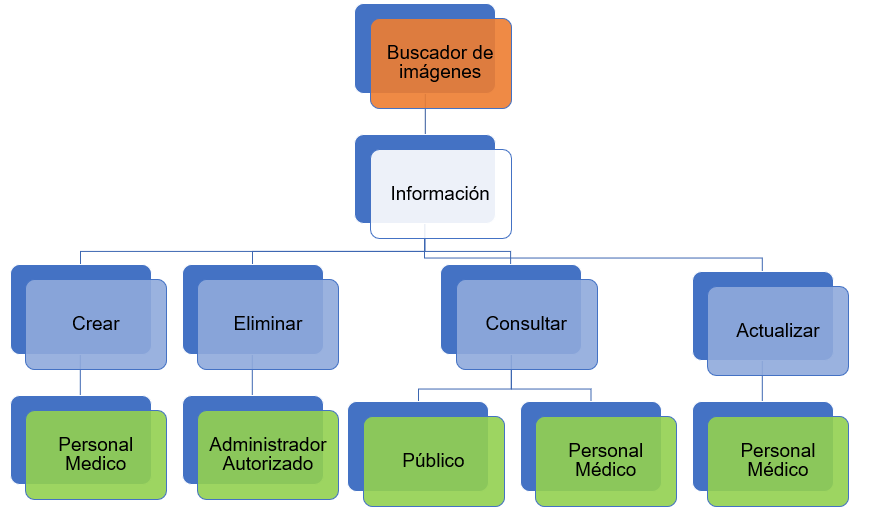 Buscador de
imágenes
Información
Crear
Eliminar
Consultar
Actualizar
Personal
Medico
Administrador
Autorizado
Público
Personal
Médico
Personal
Médico